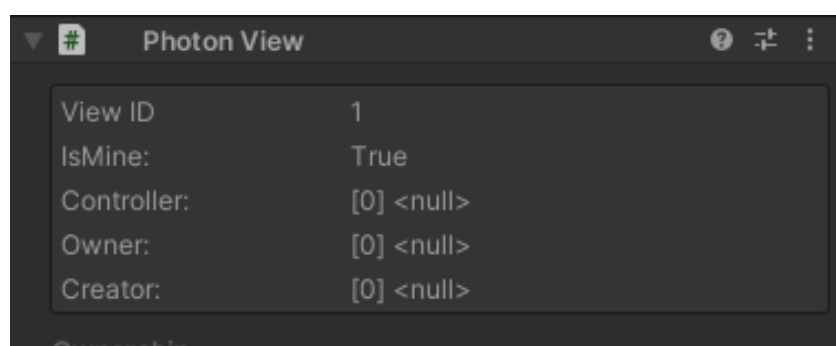 # Photon View
View ID 1
IsMine: True
Controller: [0] <null>
Owner: [0] <null>
Creator: [0] <null>